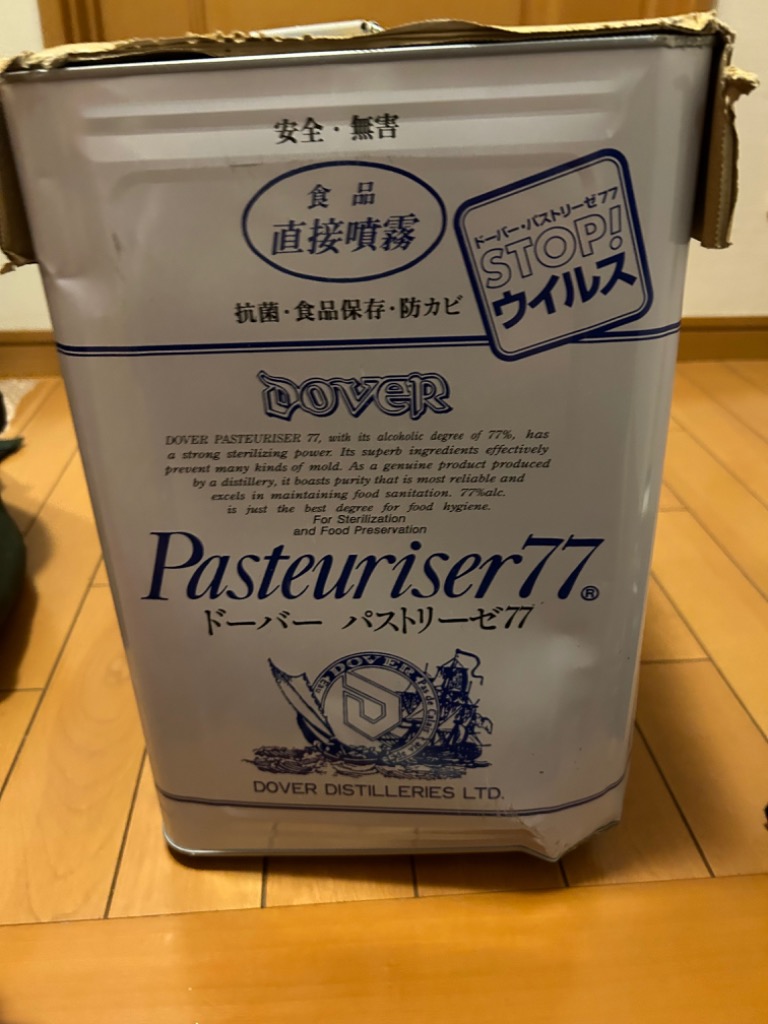 安全・無害
食品
直接噴霧
ドーバー・パストリーゼ77
STOP!
ウイルス
抗菌・食品保存・防カビ
DOVER
DOVER PASTEURISER 77, with its alcoholic degree of 77%, has
a strong sterilizing power. Its superb ingredients effectively
prevent many kinds of mold. As a genuine product produced
by a distillery, it boasts purity that is most reliable and
excels in maintaining food sanitation. 77%alc.
is just the best degree for food hygiene.
For Sterilization
and Food Preservation
Pasteuriser77®
ドーバー パストリーゼ77
DOVER
Pas de Calais
DOVER DISTILLERIES LTD.